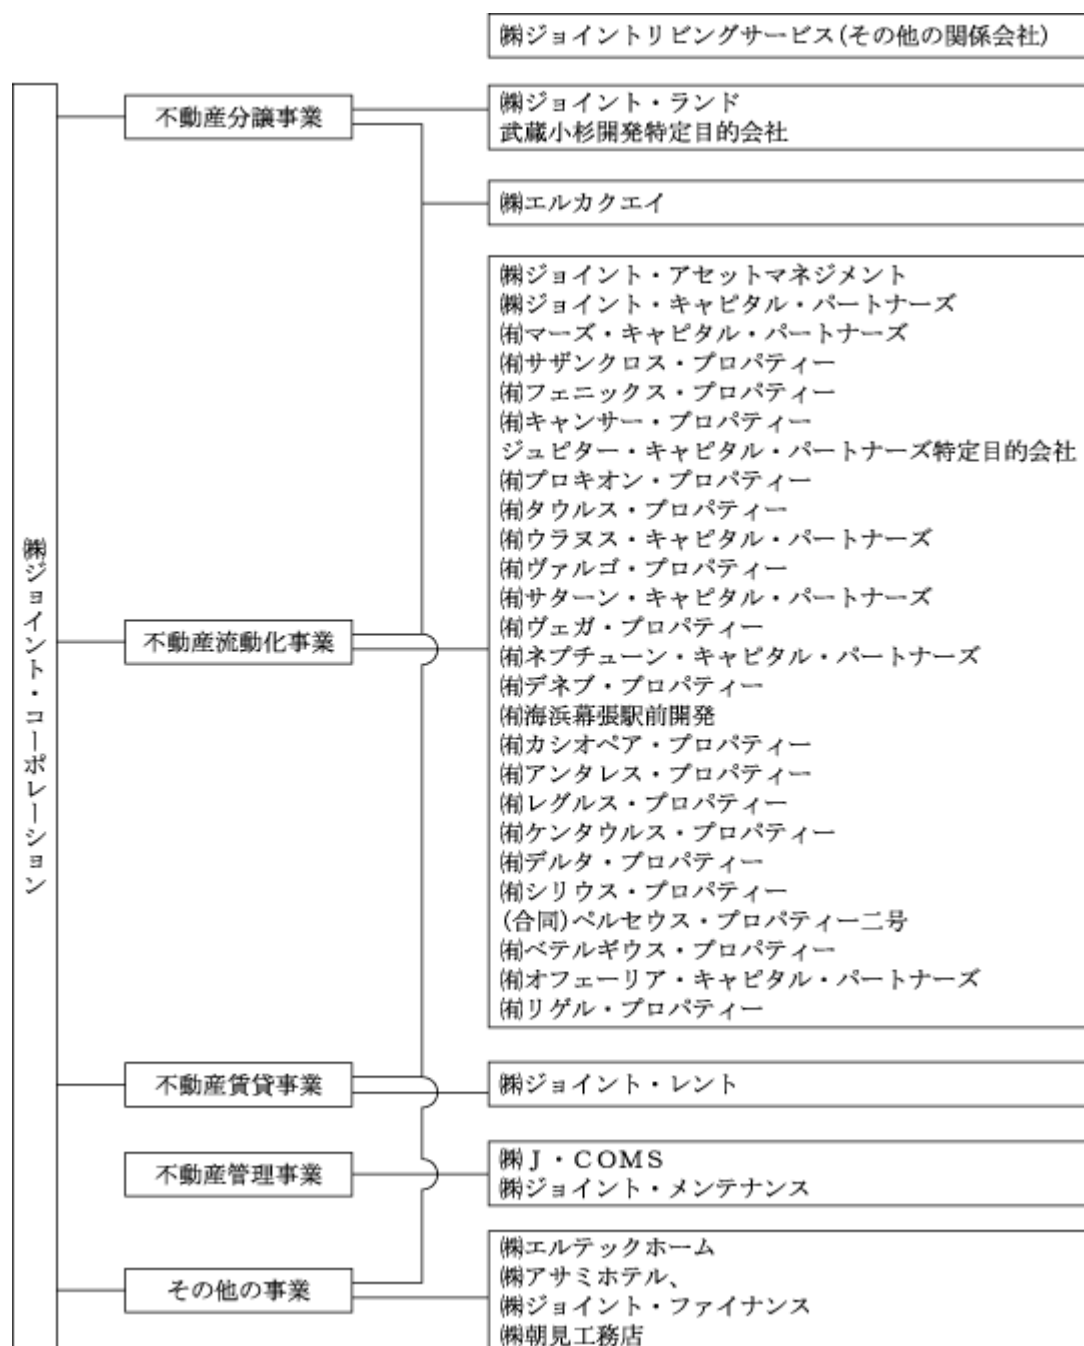 ㈱ジョイントリビングサービス(その他の関係会社)
㈱ジョイント・コーポレーション
不動産分譲事業
㈱ジョイント・ランド
武蔵小杉開発特定目的会社
㈱エルカクエイ
不動産流動化事業
㈱ジョイント・アセットマネジメント
㈱ジョイント・キャピタル・パートナーズ
㈲マーズ・キャピタル・パートナーズ
㈲サザンクロス・プロパティー
㈲フェニックス・プロパティー
㈲キャンサー・プロパティー
ジュピター・キャピタル・パートナーズ特定目的会社
㈲プロキオン・プロパティー
㈲タウルス・プロパティー
㈲ウラヌス・キャピタル・パートナーズ
㈲ヴァルゴ・プロパティー
㈲サターン・キャピタル・パートナーズ
㈲ヴェガ・プロパティー
㈲ネプチューン・キャピタル・パートナーズ
㈲デネブ・プロパティー
㈲海浜幕張駅前開発
㈲カシオペア・プロパティー
㈲アンタレス・プロパティー
㈲レグルス・プロパティー
㈲ケンタウルス・プロパティー
㈲デルタ・プロパティー
㈲シリウス・プロパティー
(合同)ペルセウス・プロパティー二号
㈲ベテルギウス・プロパティー
㈲オフェーリア・キャピタル・パートナーズ
㈲リゲル・プロパティー
不動産賃貸事業
㈱ジョイント・レント
不動産管理事業
㈱J・COMS
㈱ジョイント・メンテナンス
その他の事業
㈱エルテックホーム
㈱アサミホテル、
㈱ジョイント・ファイナンス
㈱朝見工務店